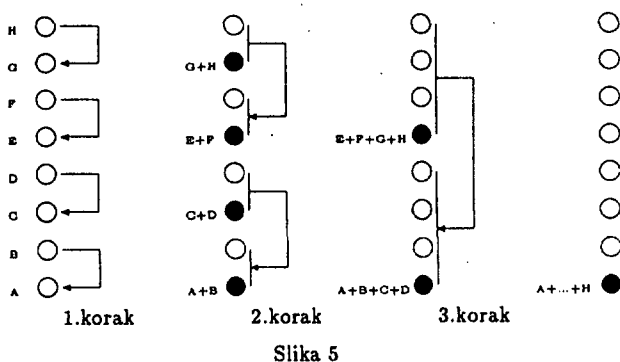 H
G
F
E
D
C
B
A
G+H
E+F
C+D
A+B
E+F+G+H
A+B+C+D
A+...+H
1.korak 2.korak 3.korak
Slika 5